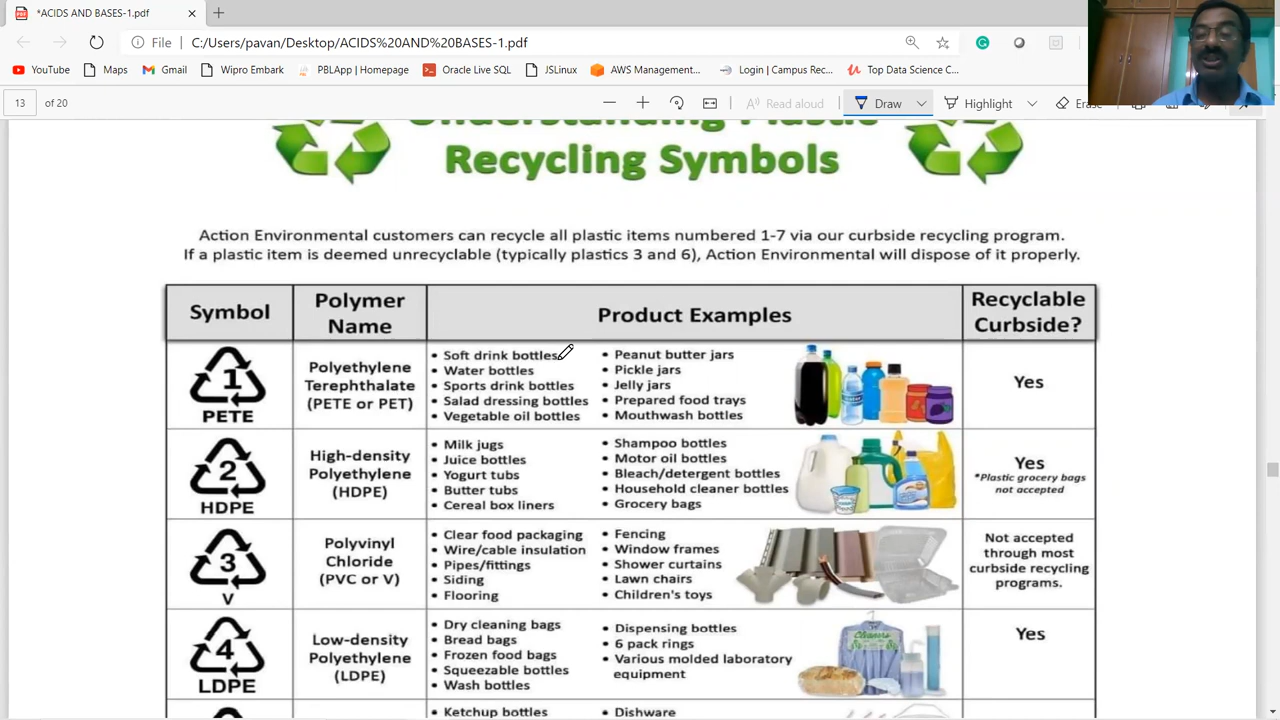 *ACIDS AND BASES-1.pdf
File C:/Users/pavan/Desktop/ACIDS%20AND%20BASES-1.pdf
YouTube Maps Gmail Wipro Embark PBLApp | Homepage Oracle Live SQL JSLinux AWS Management... Login | Campus Rec... Top Data Science C...
13 of 20 Read aloud Draw Highlight Erase
Understanding Plastic
Recycling Symbols
Action Environmental customers can recycle all plastic items numbered 1-7 via our curbside recycling program.
If a plastic item is deemed unrecyclable (typically plastics 3 and 6), Action Environmental will dispose of it properly.
Symbol
Polymer
Name
Product Examples
Recyclable
Curbside?
1
PETE
Polyethylene
Terephthalate
(PETE or PET)
• Soft drink bottles
• Water bottles
• Sports drink bottles
• Salad dressing bottles
• Vegetable oil bottles
• Peanut butter jars
• Pickle jars
• Jelly jars
• Prepared food trays
• Mouthwash bottles
Yes
2
HDPE
High-density
Polyethylene
(HDPE)
• Milk jugs
• Juice bottles
• Yogurt tubs
• Butter tubs
• Cereal box liners
• Shampoo bottles
• Motor oil bottles
• Bleach/detergent bottles
• Household cleaner bottles
• Grocery bags
Yes
*Plastic grocery bags
not accepted
3
V
Polyvinyl
Chloride
(PVC or V)
• Clear food packaging
• Wire/cable insulation
• Pipes/fittings
• Siding
• Flooring
• Fencing
• Window frames
• Shower curtains
• Lawn chairs
• Children's toys
Not accepted
through most
curbside recycling
programs.
4
LDPE
Low-density
Polyethylene
(LDPE)
• Dry cleaning bags
• Bread bags
• Frozen food bags
• Squeezable bottles
• Wash bottles
• Dispensing bottles
• 6 pack rings
• Various molded laboratory
equipment
Cleaners
Yes
• Ketchup bottles
• Dishware